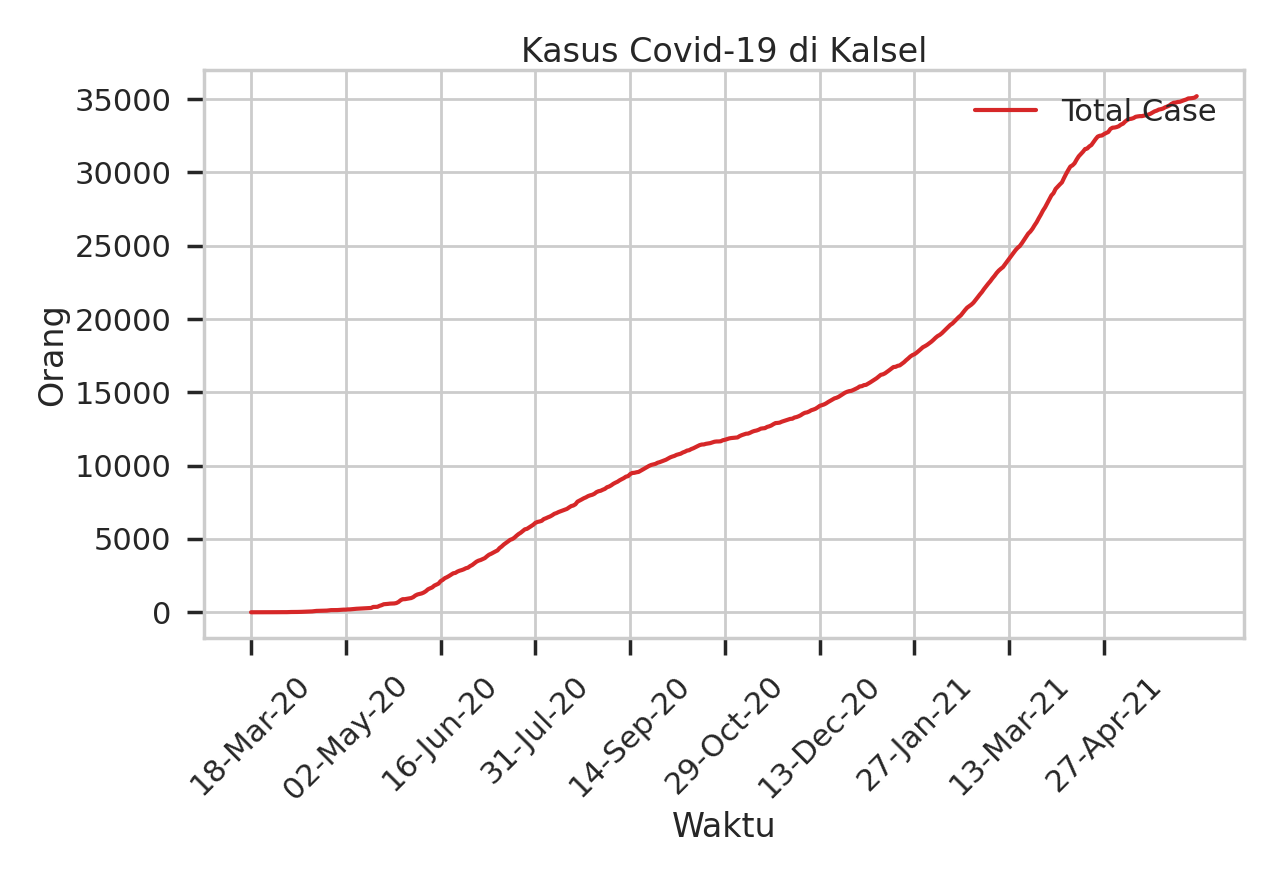 Kasus Covid-19 di Kalsel
Total Case
Orang
35000
30000
25000
20000
15000
10000
5000
0
18-Mar-20
02-May-20
16-Jun-20
31-Jul-20
14-Sep-20
29-Oct-20
13-Dec-20
27-Jan-21
13-Mar-21
27-Apr-21
Waktu